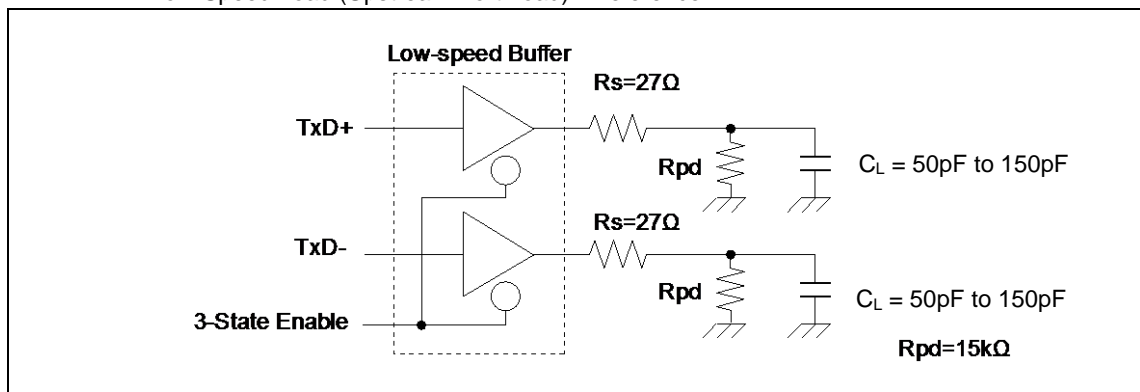 Low-speed Buffer
Rs=27Ω
TxD+
Rpd
C_L = 50pF to 150pF
Rs=27Ω
TxD-
Rpd
C_L = 50pF to 150pF
3-State Enable
Rpd=15kΩ